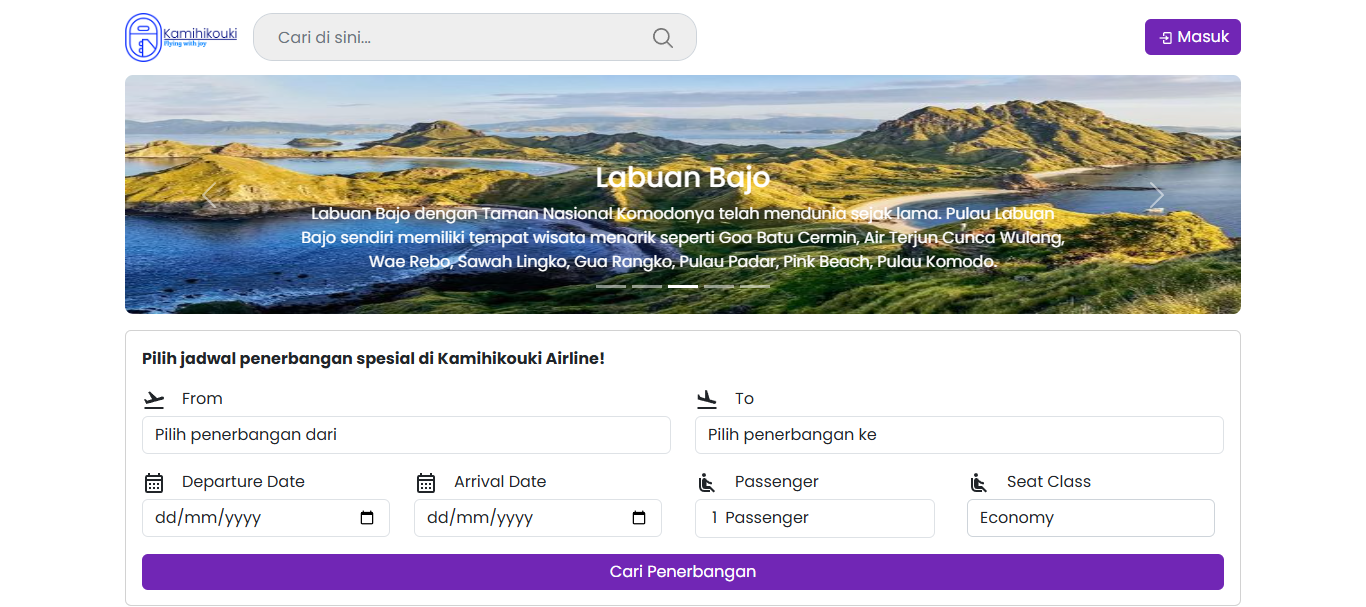 Kamihikouki
Flying with joy
Cari di sini...
Masuk
Labuan Bajo
Labuan Bajo dengan Taman Nasional Komodonya telah mendunia sejak lama. Pulau Labuan
Bajo sendiri memiliki tempat wisata menarik seperti Goa Batu Cermin, Air Terjun Cunca Wulang,
Wae Rebo, Sawah Lingko, Gua Rangko, Pulau Padar, Pink Beach, Pulau Komodo.
Pilih jadwal penerbangan spesial di Kamihikouki Airline!
From
To
Pilih penerbangan dari
Pilih penerbangan ke
Departure Date
Arrival Date
Passenger
Seat Class
dd/mm/yyyy
dd/mm/yyyy
1 Passenger
Economy
Cari Penerbangan